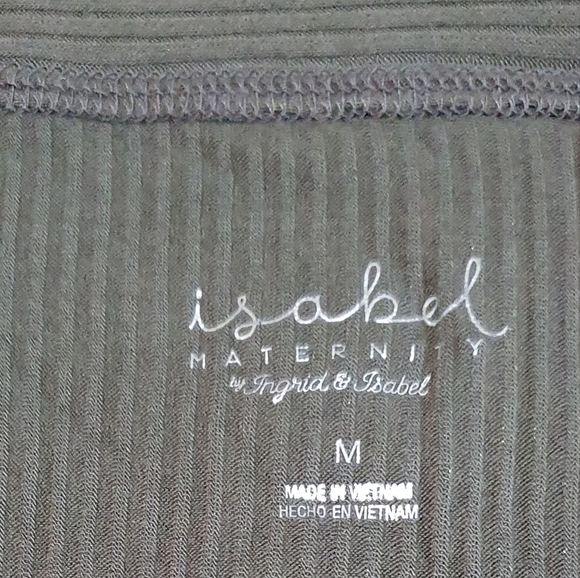 isabel
MATERNITY
by Ingrid & Isabel
M
MADE IN VIETNAM
HECHO EN VIETNAM